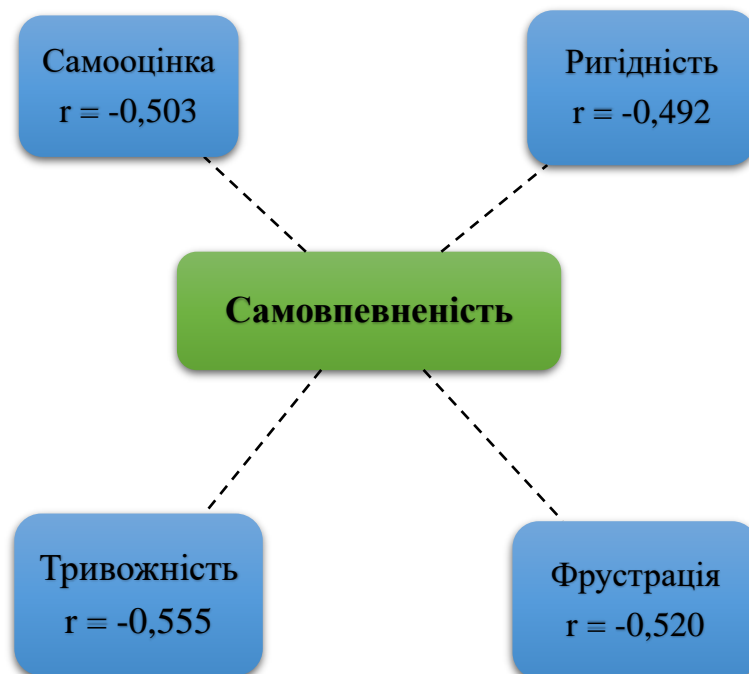 Самооцінка
r = -0,503
Ригідність
r = -0,492
Самовпевненість
Тривожність
r = -0,555
Фрустрація
r = -0,520